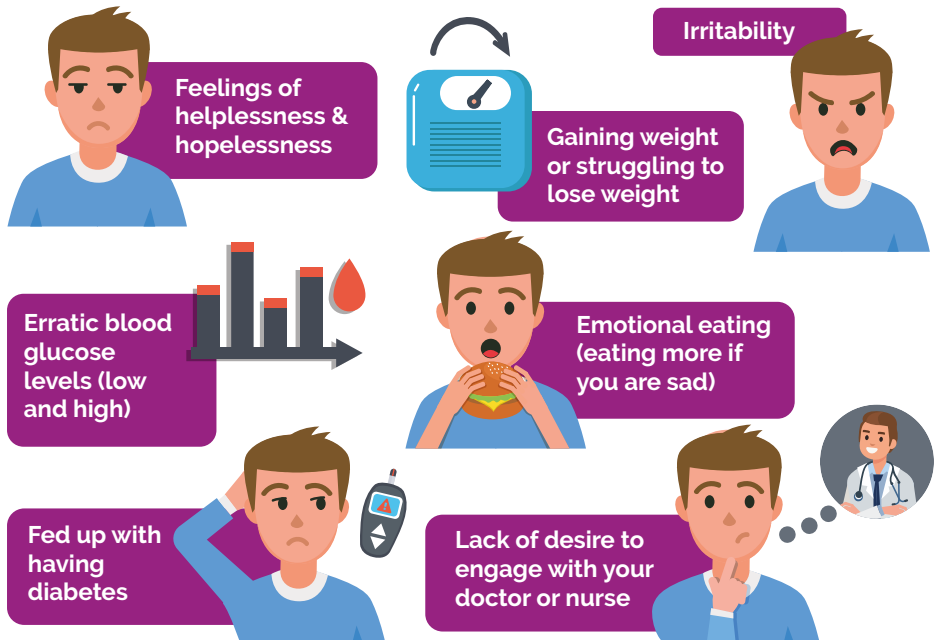 Feelings of
helplessness &
hopelessness
Gaining weight
or struggling to
lose weight
Irritability
Erratic blood
glucose
levels (low
and high)
Emotional eating
(eating more if
you are sad)
Fed up with
having
diabetes
Lack of desire to
engage with your
doctor or nurse